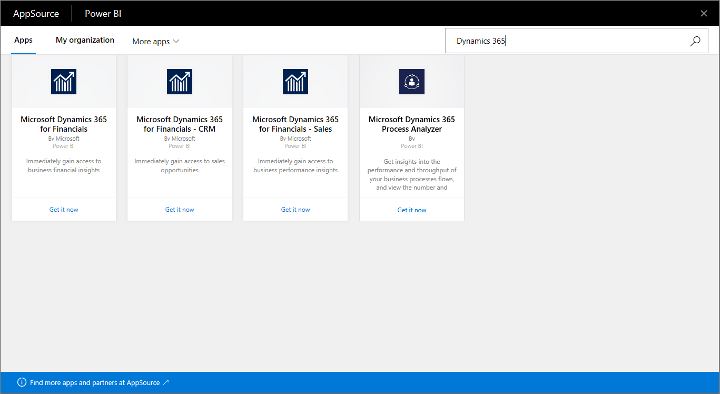 AppSource
Power BI
Apps
My organization
More apps
Dynamics 365
Microsoft Dynamics 365
for Financials
By Microsoft
Power BI
Immediately gain access to
business financial insights
Get it now
Microsoft Dynamics 365
for Financials - CRM
By Microsoft
Power BI
Immediately gain access to sales
opportunities
Get it now
Microsoft Dynamics 365
for Financials - Sales
By Microsoft
Power BI
Immediately gain access to
business performance insights
Get it now
Microsoft Dynamics 365
Process Analyzer
By
Power BI
Get insights into the
performance and throughput of
your business processes flows,
and view the number and
Get it now
Find more apps and partners at AppSource